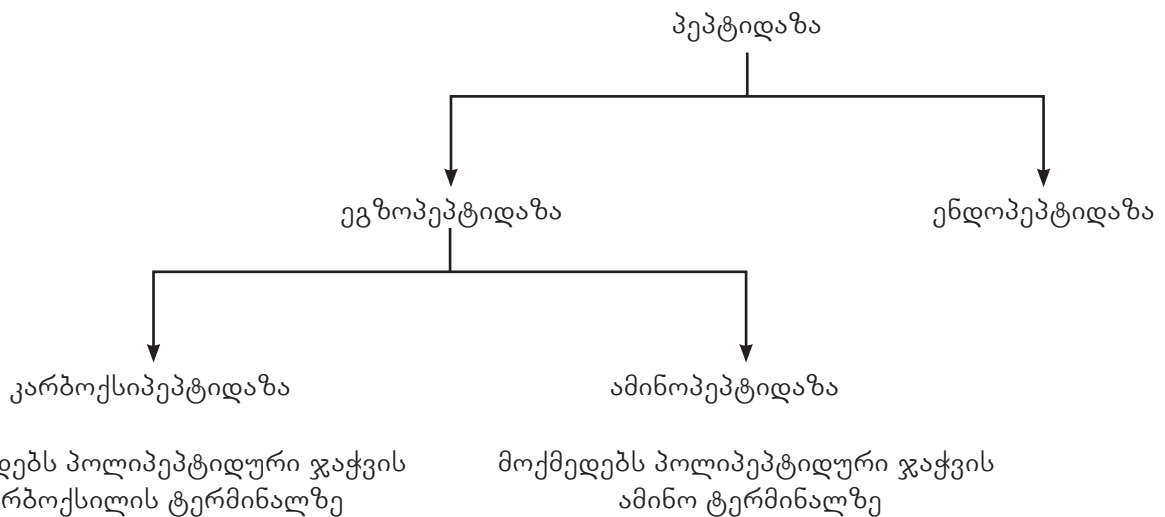 პეპტიდაზა
ეგზოპეპტიდაზა
ენდოპეპტიდაზა
კარბოქსიპეპტიდაზა
ამინოპეპტიდაზა
პოლიპეპტიდური ჯაჭვის
ტერმინალზე
მოქმედებს პოლიპეპტიდური ჯაჭვის
ამინო ტერმინალზე